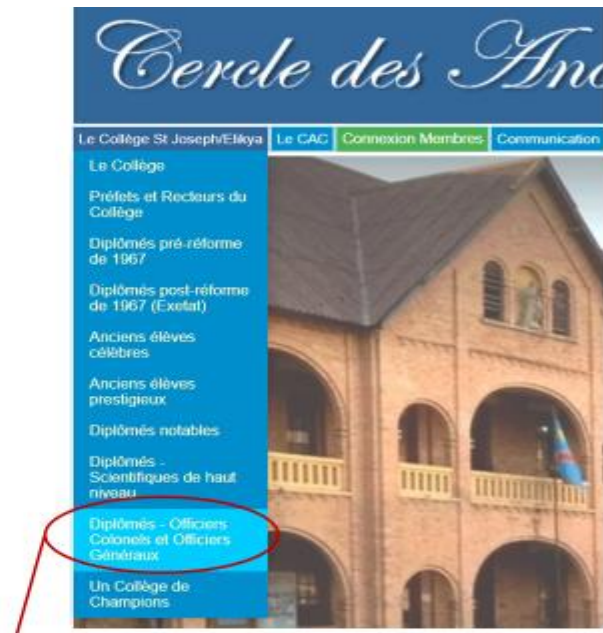 Cercle des Anc
Le Collège St Joseph/Elikya Le CAC Connexion Membres Communication
Le Collège
Préfets et Recteurs du
Collège
Diplômés pré-réforme
de 1967
Diplômés post-réforme
de 1967 (Exetat)
Anciens élèves
célèbres
Anciens élèves
prestigieux
Diplômés notables
Diplômés -
Scientifiques de haut
niveau
Diplômés - Officiers
Colonels et Officiers
Généraux
Un Collège de
Champions